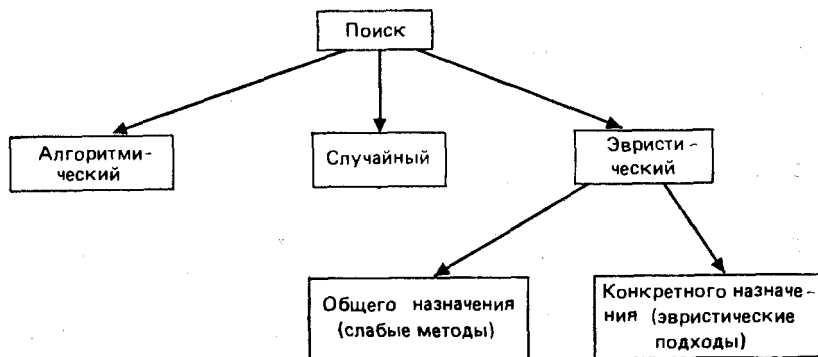 Поиск
Алгоритми-
ческий
Случайный
Эвристи-
ческий
Общего назначения
(слабые методы)
Конкретного назначе-
ния (эвристические
подходы)